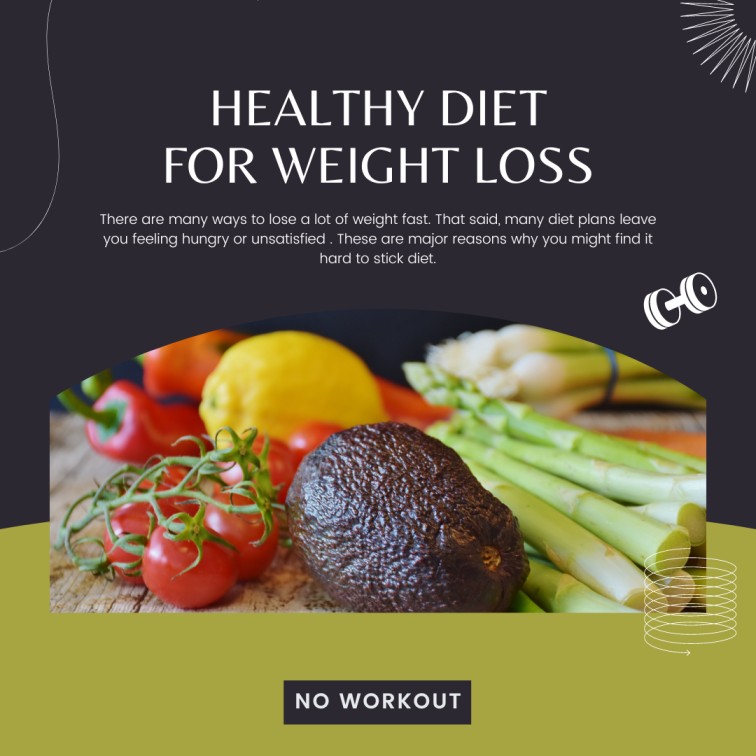 HEALTHY DIET
FOR WEIGHT LOSS
There are many ways to lose a lot of weight fast. That said, many diet plans leave
you feeling hungry or unsatisfied . These are major reasons why you might find it
hard to stick diet.
NO WORKOUT